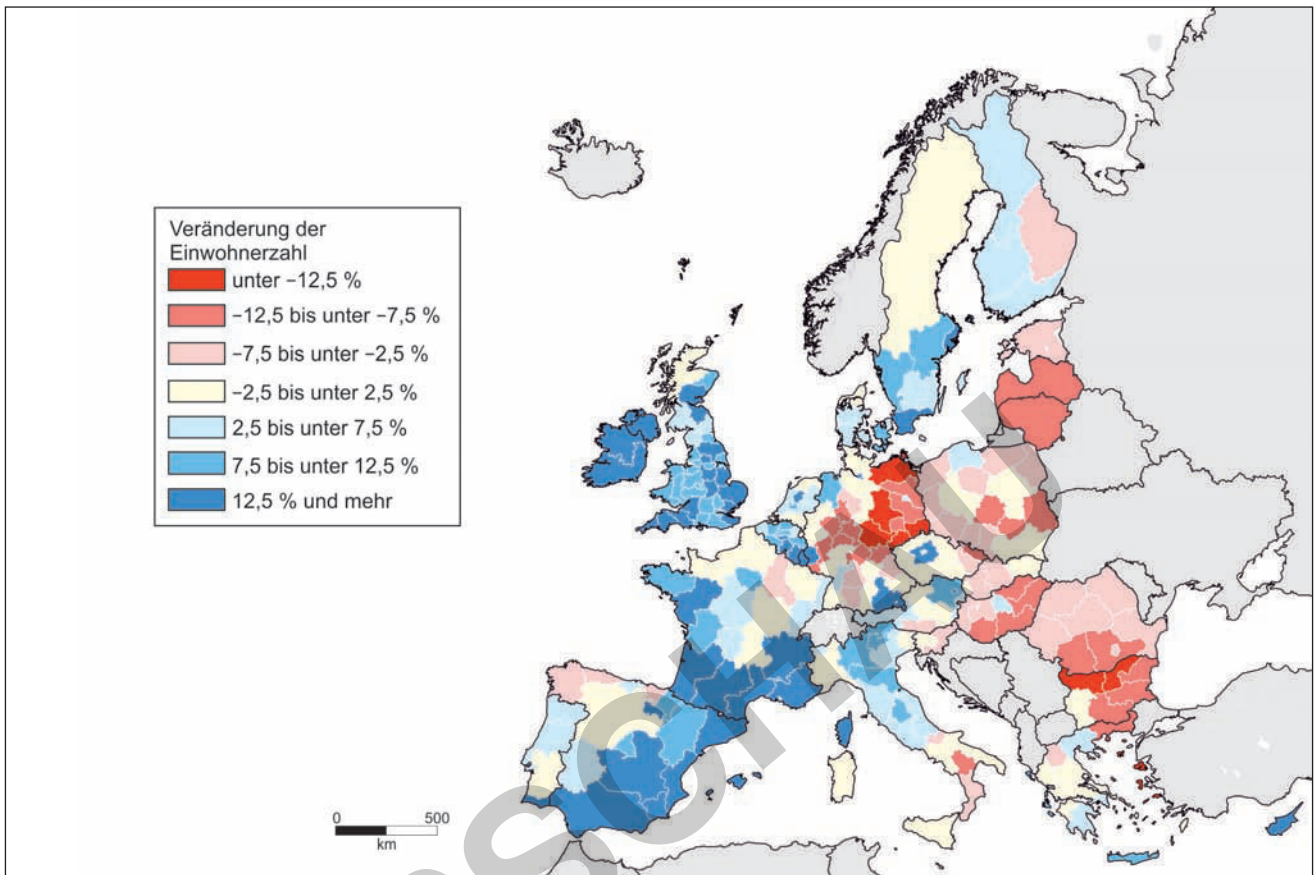 Veränderung der
Einwohnerzahl
unter −12,5 %
−12,5 bis unter −7,5 %
−7,5 bis unter −2,5 %
−2,5 bis unter 2,5 %
2,5 bis unter 7,5 %
7,5 bis unter 12,5 %
12,5 % und mehr
0 500
km
SCHAU